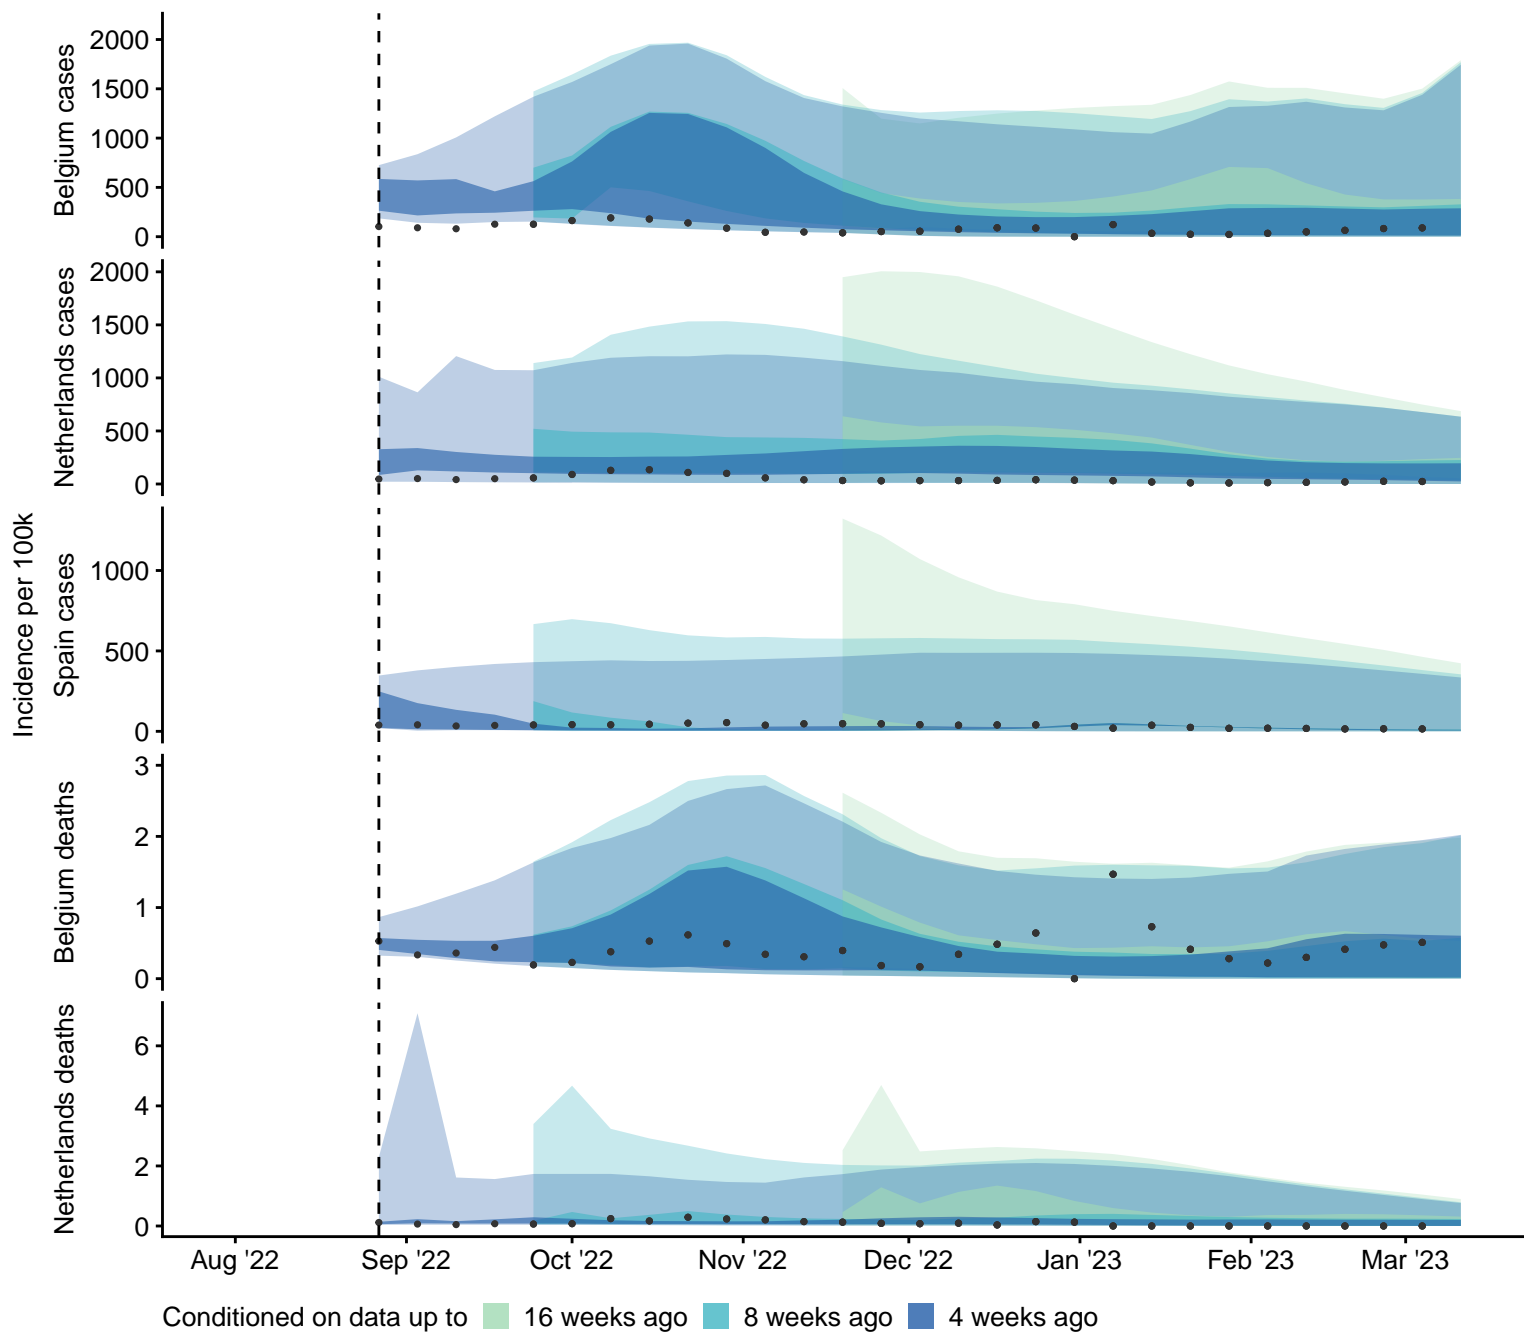 Incidence per 100k
Belgium cases
2000
1500
1000
500
0
Netherlands cases
2000
1500
1000
500
0
Spain cases
1000
500
0
Belgium deaths
3
2
1
0
Netherlands deaths
6
4
2
0
Aug '22 Sep '22 Oct '22 Nov '22 Dec '22 Jan '23 Feb '23 Mar '23
Conditioned on data up to 16 weeks ago 8 weeks ago 4 weeks ago